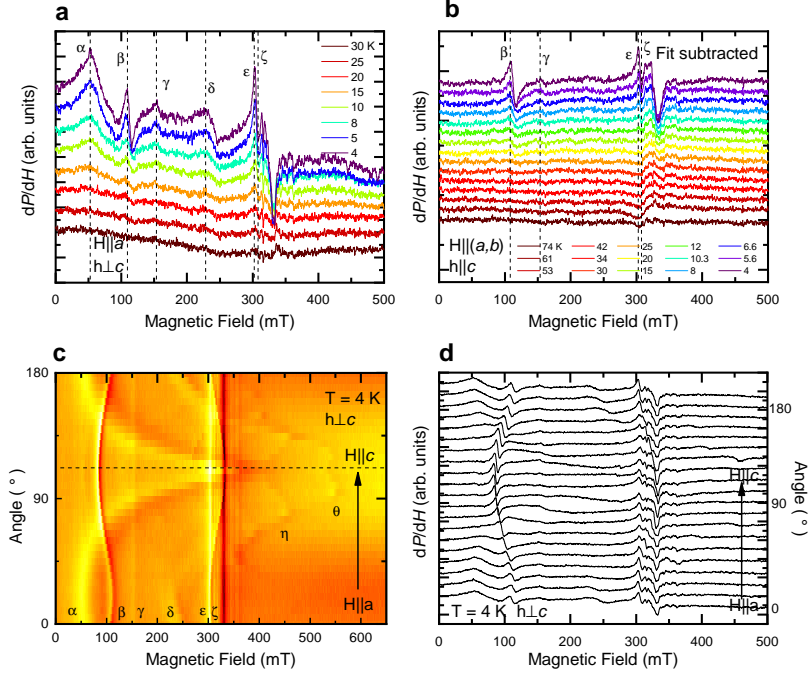 a
α
β
γ
δ
ε
ζ
30 K
25
20
15
10
8
5
4
dP/dH (arb. units)
H||a
h⊥c
0 100 200 300 400 500
Magnetic Field (mT)
b
β
γ
ε
ζ
Fit subtracted
dP/dH (arb. units)
H||(a,b)
h||c
74 K 42 25 12 6.6
61 34 20 10.3 5.6
53 30 15 8 4
0 100 200 300 400 500
Magnetic Field (mT)
c
180
90
0
Angle (°)
T = 4 K
h⊥c
H||c
θ
η
H||a
α β γ δ ε ζ
0 100 200 300 400 500 600
Magnetic Field (mT)
d
dP/dH (arb. units)
180
90
0
Angle (°)
H||c
H||a
T = 4 K h⊥c
0 100 200 300 400 500
Magnetic Field (mT)